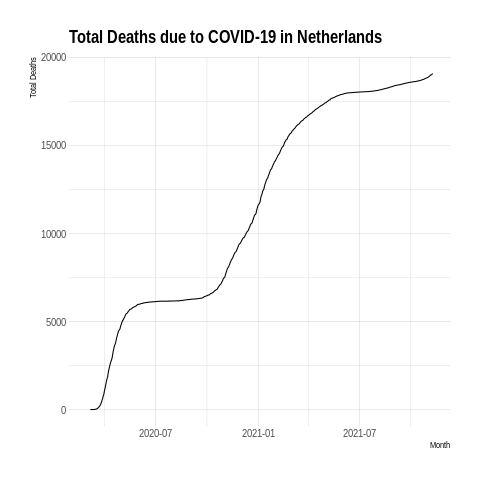 Total Deaths due to COVID-19 in Netherlands
Total Deaths
20000
15000
10000
5000
0
2020-07
2021-01
2021-07
Month